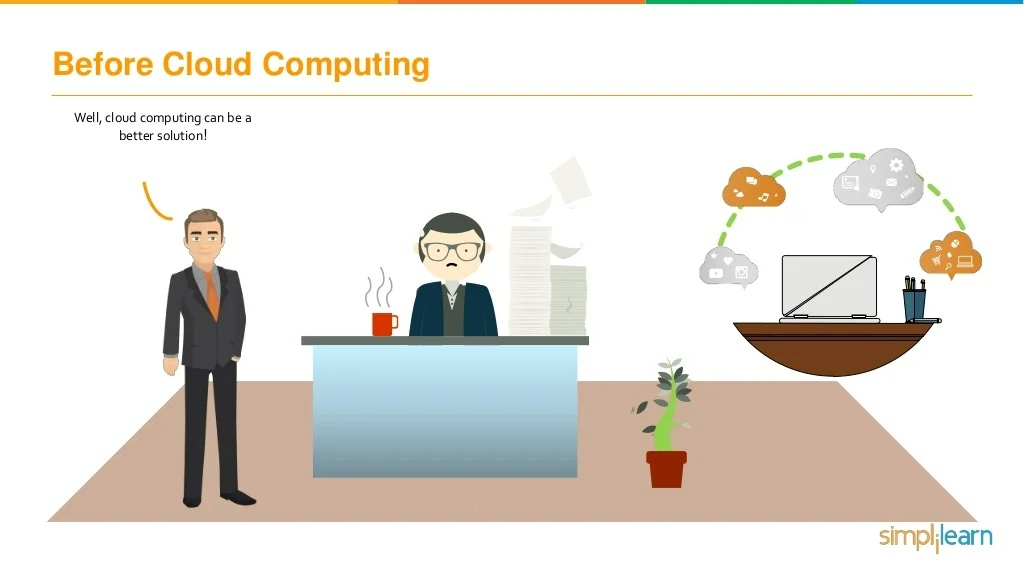 Before Cloud Computing
Well, cloud computing can be a
better solution!
simplilearn